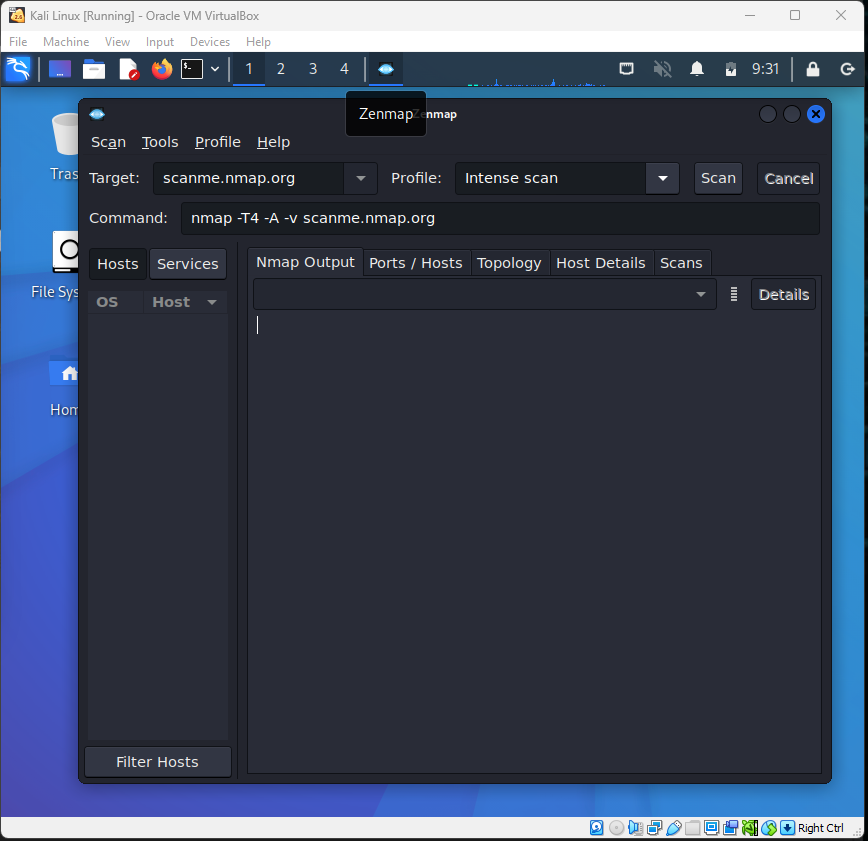 Kali Linux [Running] - Oracle VM VirtualBox
File Machine View Input Devices Help
1 2 3 4 9:31
Zenmap
Scan Tools Profile Help
Target: scanme.nmap.org Profile: Intense scan Scan Cancel
Command: nmap -T4 -A -v scanme.nmap.org
Hosts Services Nmap Output Ports / Hosts Topology Host Details Scans
OS Host Details
Tras
File Sys
Hom
Filter Hosts
Right Ctrl